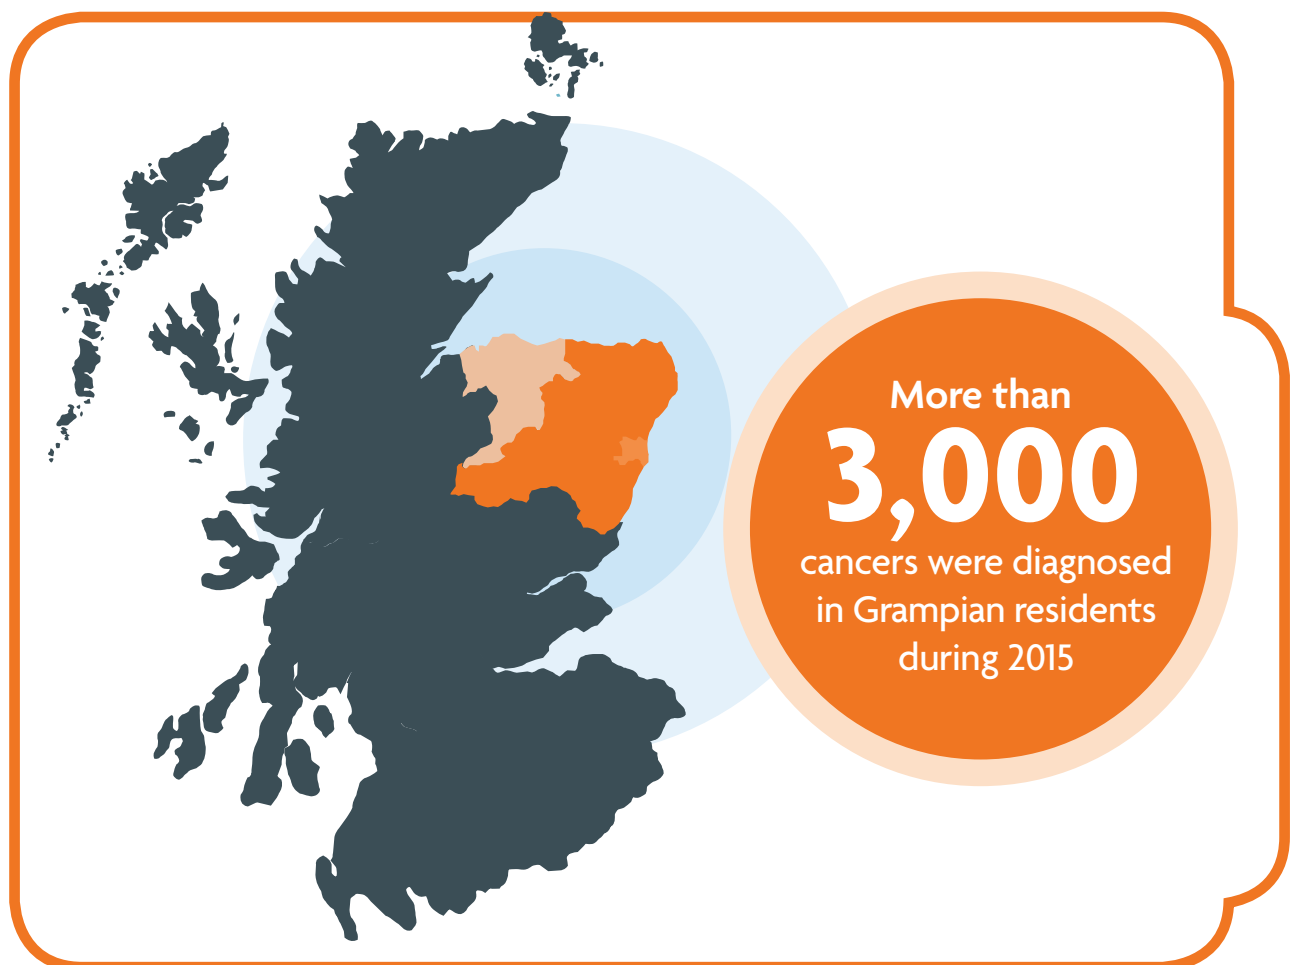 More than
3,000
cancers were diagnosed
in Grampian residents
during 2015